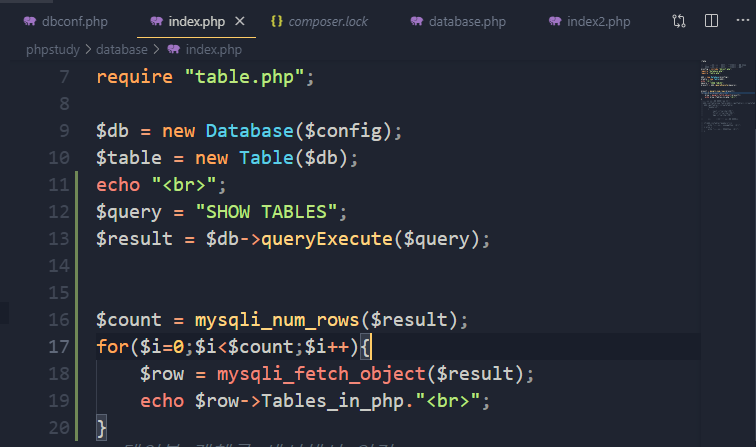 dbconf.php index.php composer.lock database.php index2.php
phpstudy > database > index.php
7 require "table.php";
8
9 $db = new Database($config);
10 $table = new Table($db);
11 echo "<br>";
12 $query = "SHOW TABLES";
13 $result = $db->queryExecute($query);
14
15
16 $count = mysqli_num_rows($result);
17 for($i=0;$i<$count;$i++){
18 $row = mysqli_fetch_object($result);
19 echo $row->Tables_in_php."<br>";
20 }